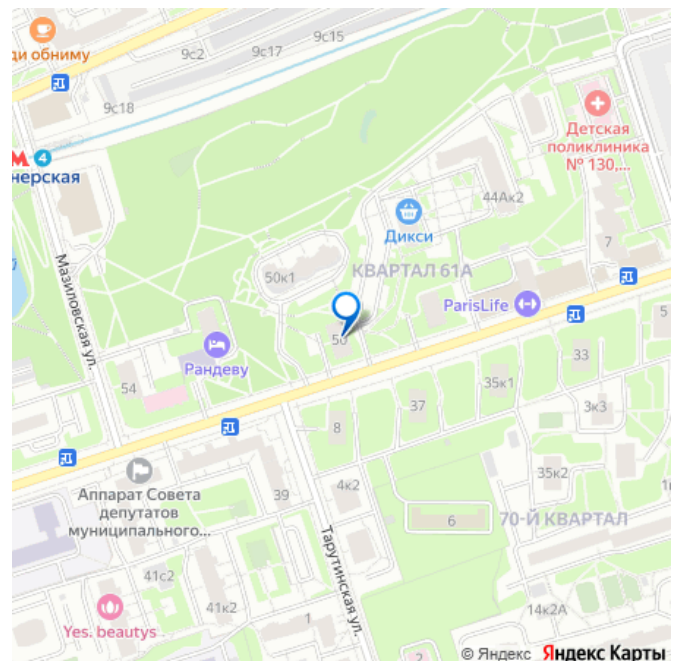 9с15
ди обниму
9с2
9с17
9с18
Детская
поликлиника
№ 130,...
М 4
нерская
44Ак2
Дикси
7
Мазиловская ул.
50к1
КВАРТАЛ 61А
ParisLife
5
50
Рандеву
33
54
35к1
37
3к3
8
Аппарат Совета
депутатов
муниципального...
39
4к2
35к2
6
70-Й КВАРТАЛ
Тарутинская ул.
41с2
41к2
1
14к2А
Yes. beautys
2
© Яндекс Яндекс Карты